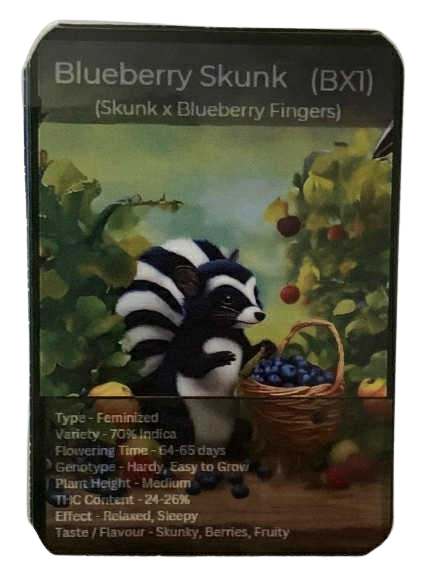 Blueberry Skunk (BX1)
(Skunk x Blueberry Fingers)
Type - Feminized
Variety - 70% Indica
Flowering Time - 64-65 days
Genotype - Hardy, Easy to Grow
Plant Height - Medium
THC Content - 24-26%
Effect - Relaxed, Sleepy
Taste / Flavour - Skunky, Berries, Fruity